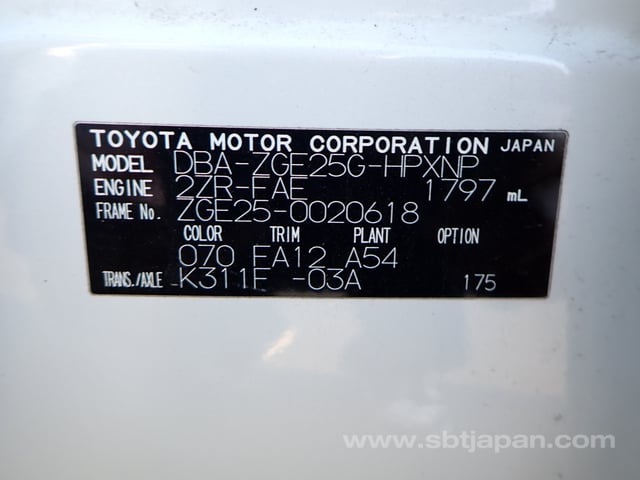 TOYOTA MOTOR CORPORATION JAPAN
MODEL DBA-ZGE25G-HPXNP
ENGINE 2ZR-FAE 1797 mL
FRAME No. ZGE25-0020618
COLOR TRIM PLANT OPTION
070 FA12 A54
TRANS./AXLE K311F -03A 175
www.sbtjapan.com